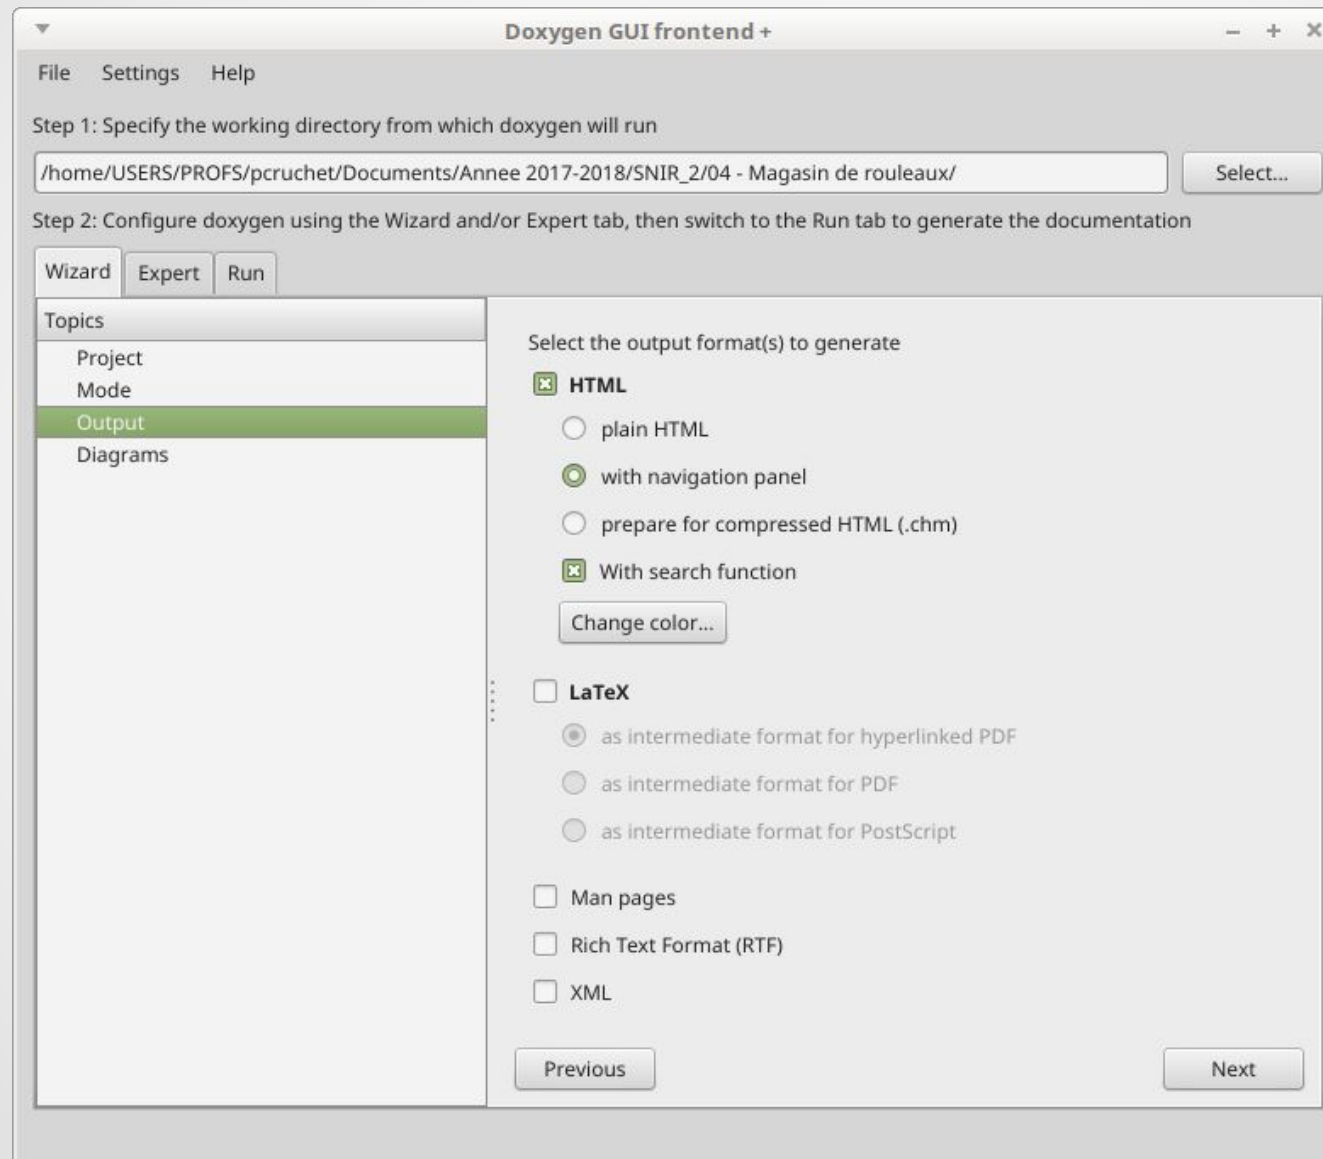 Doxygen GUI frontend +
File Settings Help
Step 1: Specify the working directory from which doxygen will run
/home/USERS/PROFS/pcruchet/Documents/Annee 2017-2018/SNIR_2/04 - Magasin de rouleaux/ Select...
Step 2: Configure doxygen using the Wizard and/or Expert tab, then switch to the Run tab to generate the documentation
Wizard Expert Run
Topics
Project
Mode
Output
Diagrams
Select the output format(s) to generate
HTML
plain HTML
with navigation panel
prepare for compressed HTML (.chm)
With search function
Change color...
LaTeX
as intermediate format for hyperlinked PDF
as intermediate format for PDF
as intermediate format for PostScript
Man pages
Rich Text Format (RTF)
XML
Previous Next